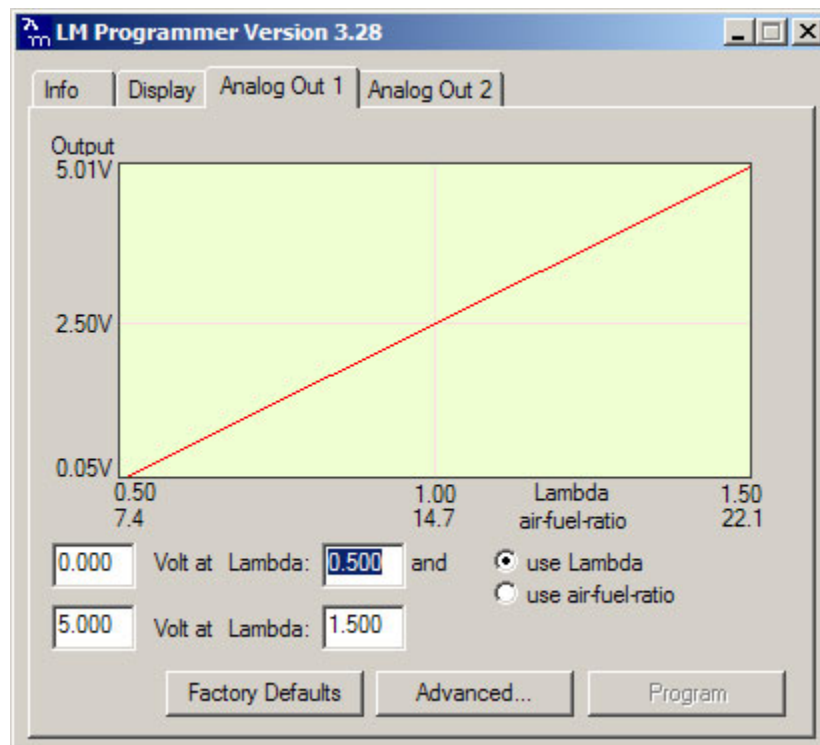 LM Programmer Version 3.28
Info Display Analog Out 1 Analog Out 2
Output
5.01V
2.50V
0.05V
0.50 1.00 Lambda 1.50
7.4 14.7 air-fuel-ratio 22.1
0.000 Volt at Lambda: 0.500 and use Lambda
use air-fuel-ratio
5.000 Volt at Lambda: 1.500
Factory Defaults Advanced... Program